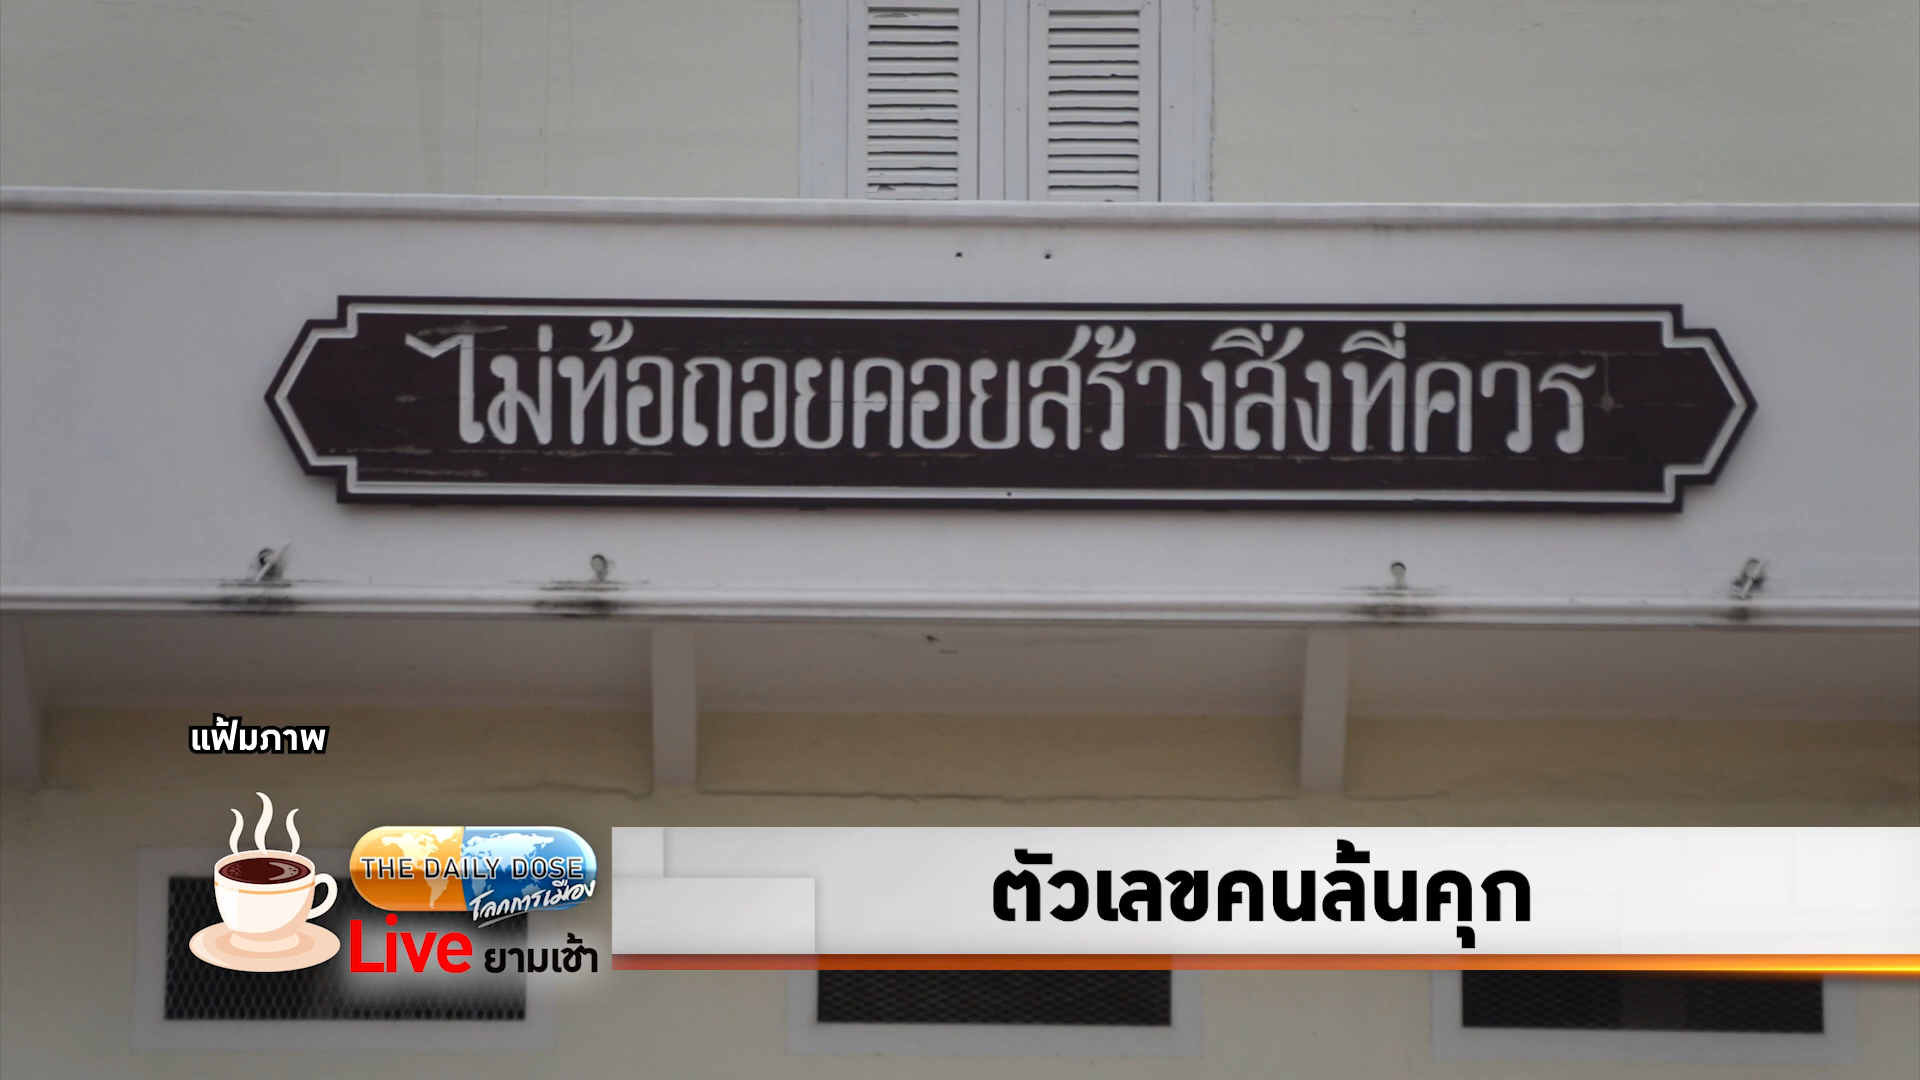 ไม่ท้อถอยคอยสร้างสิ่งที่ควร
แฟ้มภาพ
THE DAILY DOSE
โลกการเมือง
Live ยามเช้า
ตัวเลขคนล้นคุก